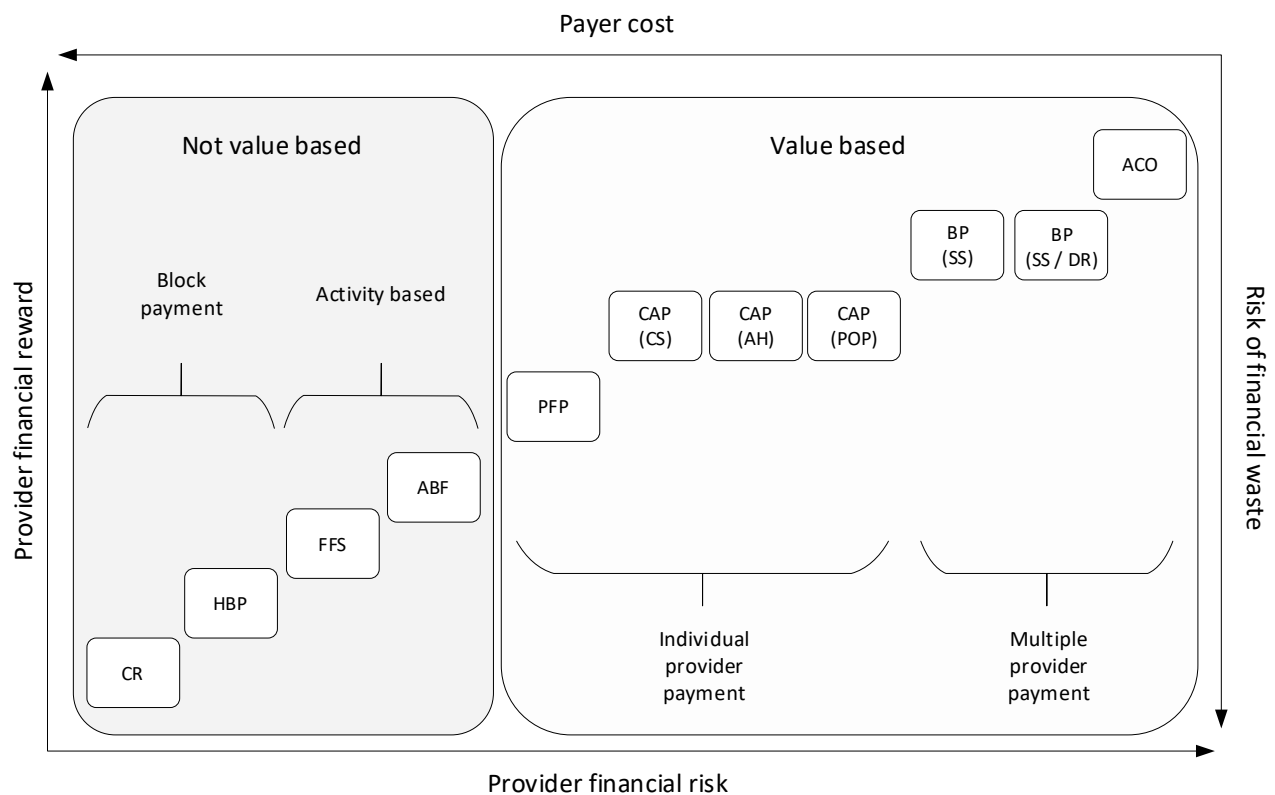 Payer cost
Not value based
Value based
ACO
BP
(SS)
BP
(SS / DR)
Block
payment
Activity based
CAP
(CS)
CAP
(AH)
CAP
(POP)
PFP
ABF
FFS
HBP
CR
Individual
provider
payment
Multiple
provider
payment
Provider financial reward
Risk of financial waste
Provider financial risk